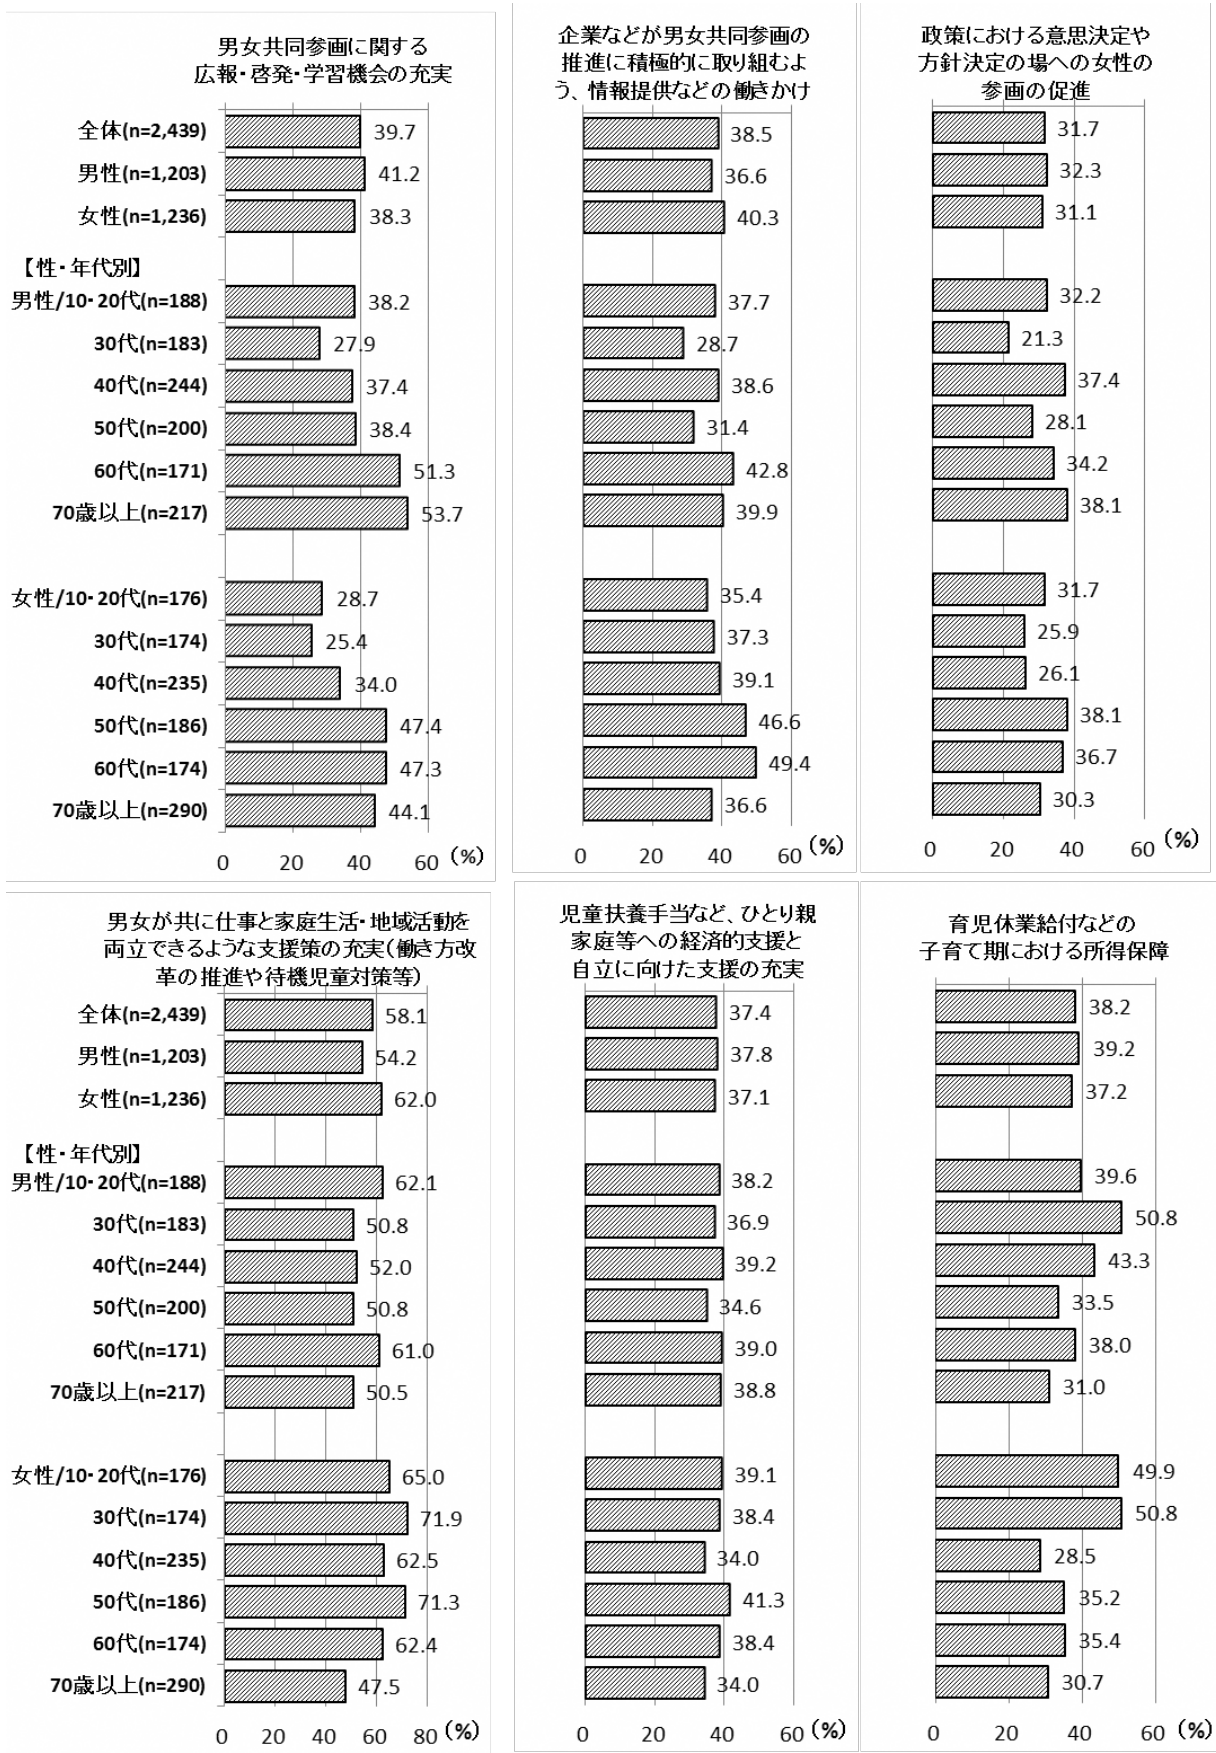 男女共同参画に関する
広報・啓発・学習機会の充実
全体(n=2,439) 39.7
男性(n=1,203) 41.2
女性(n=1,236) 38.3
【性・年代別】
男性/10・20代(n=188) 38.2
30代(n=183) 27.9
40代(n=244) 37.4
50代(n=200) 38.4
60代(n=171) 51.3
70歳以上(n=217) 53.7
女性/10・20代(n=176) 28.7
30代(n=174) 25.4
40代(n=235) 34.0
50代(n=186) 47.4
60代(n=174) 47.3
70歳以上(n=290) 44.1
0 20 40 60 (%)
企業などが男女共同参画の
推進に積極的に取り組むよ
う、情報提供などの働きかけ
38.5
36.6
40.3
37.7
28.7
38.6
31.4
42.8
39.9
35.4
37.3
39.1
46.6
49.4
36.6
0 20 40 60 (%)
政策における意思決定や
方針決定の場への女性の
参画の促進
31.7
32.3
31.1
32.2
21.3
37.4
28.1
34.2
38.1
31.7
25.9
26.1
38.1
36.7
30.3
0 20 40 60 (%)
男女が共に仕事と家庭生活・地域活動を
両立できるような支援策の充実(働き方改
革の推進や待機児童対策等)
全体(n=2,439) 58.1
男性(n=1,203) 54.2
女性(n=1,236) 62.0
【性・年代別】
男性/10・20代(n=188) 62.1
30代(n=183) 50.8
40代(n=244) 52.0
50代(n=200) 50.8
60代(n=171) 61.0
70歳以上(n=217) 50.5
女性/10・20代(n=176) 65.0
30代(n=174) 71.9
40代(n=235) 62.5
50代(n=186) 71.3
60代(n=174) 62.4
70歳以上(n=290) 47.5
0 20 40 60 80 (%)
児童扶養手当など、ひとり親
家庭等への経済的支援と
自立に向けた支援の充実
37.4
37.8
37.1
38.2
36.9
39.2
34.6
39.0
38.8
39.1
38.4
34.0
41.3
38.4
34.0
0 20 40 60 (%)
育児休業給付などの
子育て期における所得保障
38.2
39.2
37.2
39.6
50.8
43.3
33.5
38.0
31.0
49.9
50.8
28.5
35.2
35.4
30.7
0 20 40 60 (%)